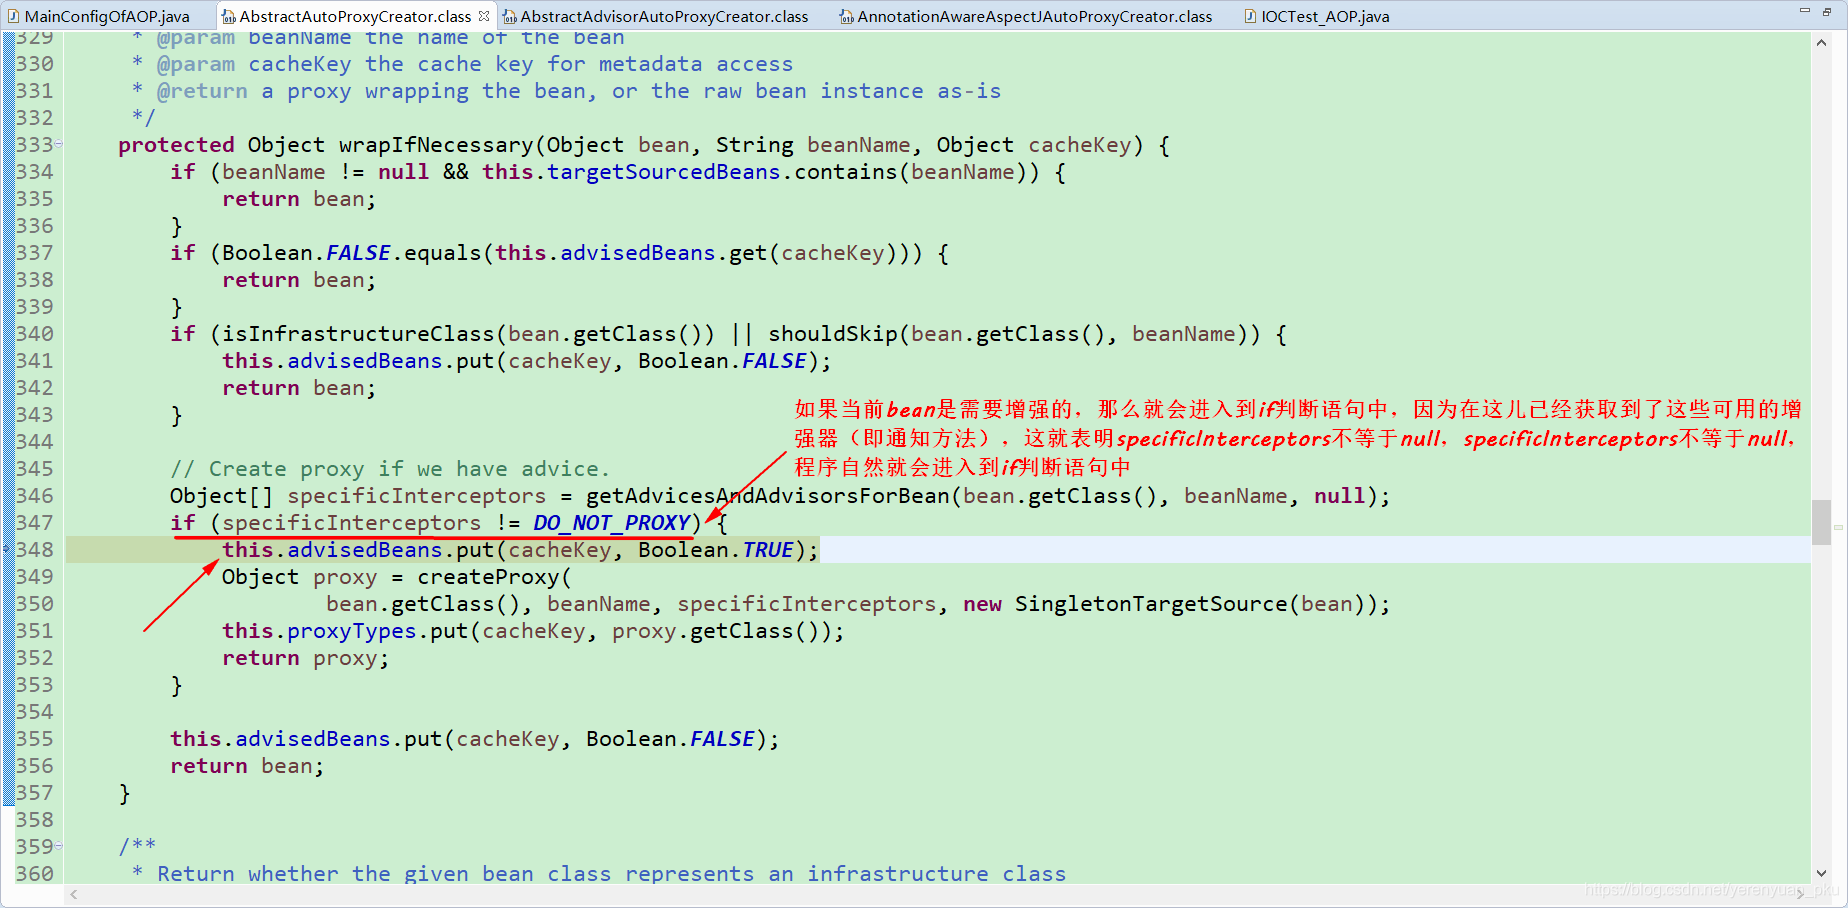 MainConfigOfAOP.java AbstractAutoProxyCreator.class AbstractAdvisorAutoProxyCreator.class AnnotationAwareAspectJAutoProxyCreator.class IOCTest_AOP.java
329 * @param beanName the name of the bean
330 * @param cacheKey the cache key for metadata access
331 * @return a proxy wrapping the bean, or the raw bean instance as-is
332 */
333 protected Object wrapIfNecessary(Object bean, String beanName, Object cacheKey) {
334 if (beanName != null && this.targetSourcedBeans.contains(beanName)) {
335 return bean;
336 }
337 if (Boolean.FALSE.equals(this.advisedBeans.get(cacheKey))) {
338 return bean;
339 }
340 if (isInfrastructureClass(bean.getClass()) || shouldSkip(bean.getClass(), beanName)) {
341 this.advisedBeans.put(cacheKey, Boolean.FALSE);
342 return bean;
343 }
如果当前bean是需要增强的，那么就会进入到if判断语句中，因为在这儿已经获取到了这些可用的增
强器（即通知方法），这就表明specificInterceptors不等于null，specificInterceptors不等于null，
程序自然就会进入到if判断语句中
344
345 // Create proxy if we have advice.
346 Object[] specificInterceptors = getAdvicesAndAdvisorsForBean(bean.getClass(), beanName, null);
347 if (specificInterceptors != DO_NOT_PROXY) {
348 this.advisedBeans.put(cacheKey, Boolean.TRUE);
349 Object proxy = createProxy(
350 bean.getClass(), beanName, specificInterceptors, new SingletonTargetSource(bean));
351 this.proxyTypes.put(cacheKey, proxy.getClass());
352 return proxy;
353 }
354
355 this.advisedBeans.put(cacheKey, Boolean.FALSE);
356 return bean;
357 }
358
359 /**
360 * Return whether the given bean class represents an infrastructure class
https://blog.csdn.net/yerenyuan_pku